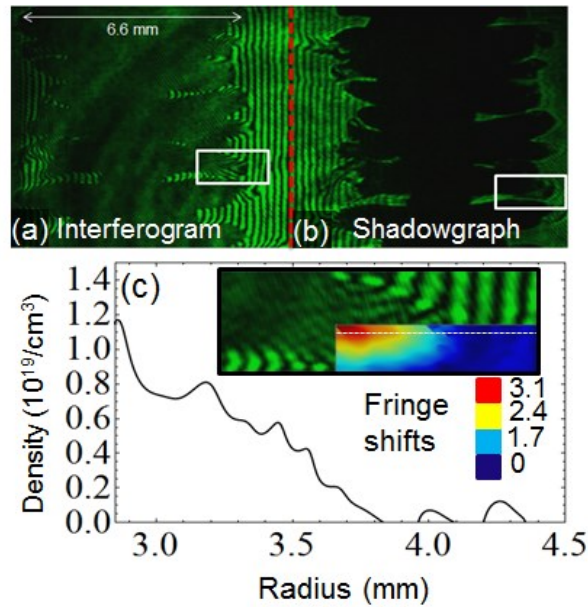 6.6 mm
(a) Interferogram
(b) Shadowgraph
(c)
Density (10¹⁹/cm³)
1.4
1.2
1.0
0.8
0.6
0.4
0.2
0.0
Fringe
shifts
3.1
2.4
1.7
0
3.0
3.5
4.0
4.5
Radius (mm)